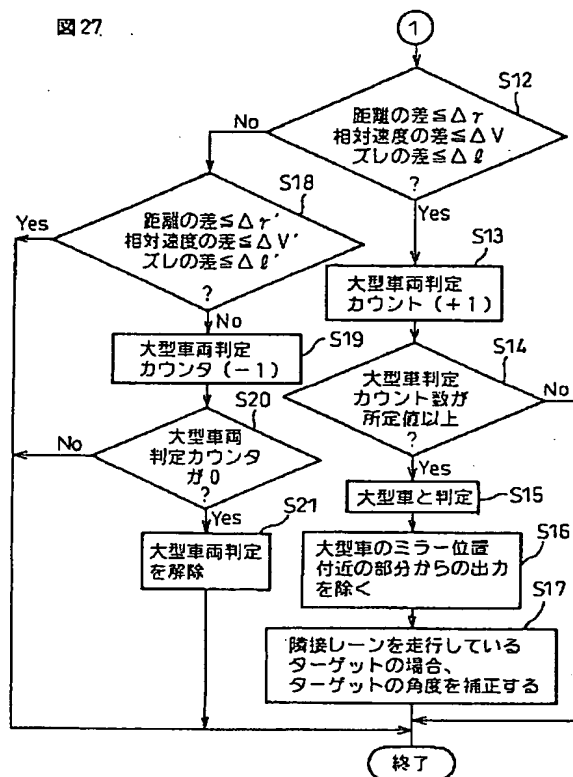 図27
1
S12
距離の差≦Δr
相対速度の差≦ΔV
ズレの差≦Δℓ
?
No
Yes
S18
距離の差≦Δr′
相対速度の差≦ΔV′
ズレの差≦Δℓ′
?
Yes
No
S13
大型車両判定
カウント(+1)
S19
大型車両判定
カウンタ(-1)
S14
大型車判定
カウント数が
所定値以上
?
No
Yes
S20
大型車両
判定カウンタ
が0
?
No
Yes
S15
大型車と判定
S21
大型車両判定
を解除
S16
大型車のミラー位置
付近の部分からの出力
を除く
S17
隣接レーンを走行している
ターゲットの場合、
ターゲットの角度を補正する
終了